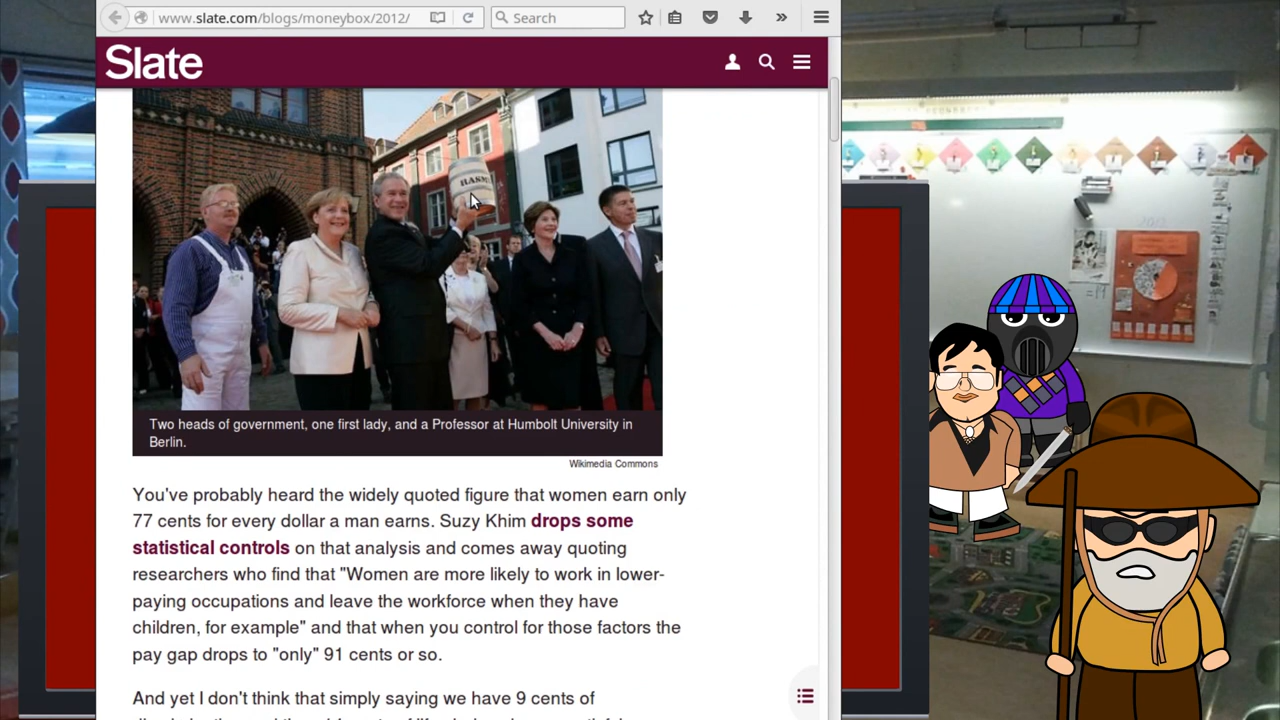 www.slate.com/blogs/moneybox/2012/
Search
Slate
Two heads of government, one first lady, and a Professor at Humbolt University in
Berlin.
Wikimedia Commons
You've probably heard the widely quoted figure that women earn only
77 cents for every dollar a man earns. Suzy Khim drops some
statistical controls on that analysis and comes away quoting
researchers who find that "Women are more likely to work in lower-
paying occupations and leave the workforce when they have
children, for example" and that when you control for those factors the
pay gap drops to "only" 91 cents or so.
And yet I don't think that simply saying we have 9 cents of